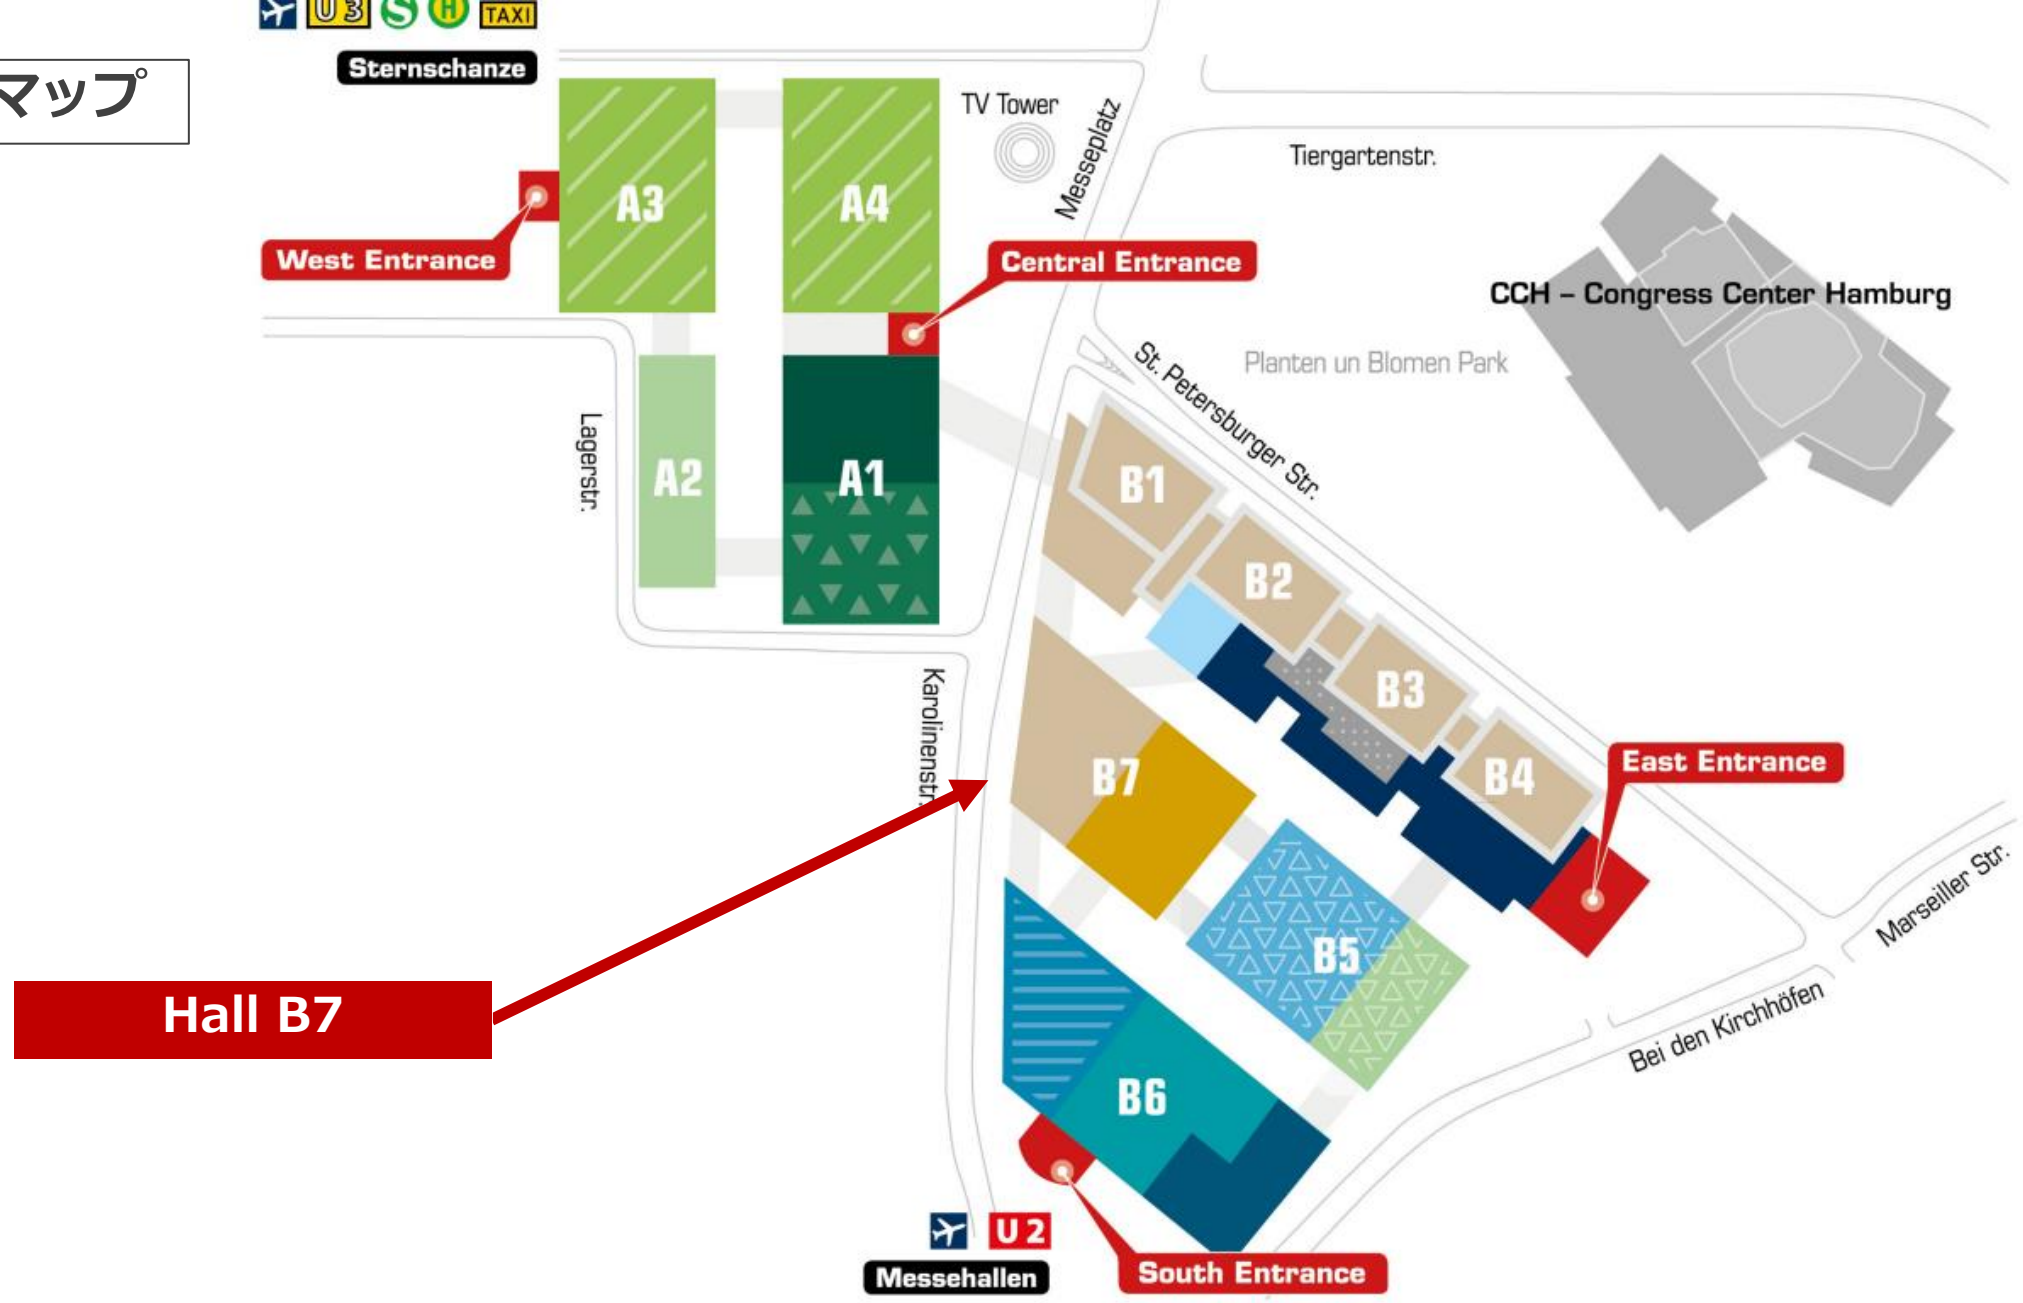 U3 S H TAXI
Sternschanze
マップ
TV Tower
Messeplatz
Tiergartenstr.
A3
A4
West Entrance
Central Entrance
CCH – Congress Center Hamburg
St. Petersburger Str.
Planten un Blomen Park
Lagerstr.
A2
A1
B1
B2
B3
Karolinenstr.
B7
B4
East Entrance
Marseiller Str.
B5
Hall B7
Bei den Kirchhöfen
B6
U2
Messehallen
South Entrance